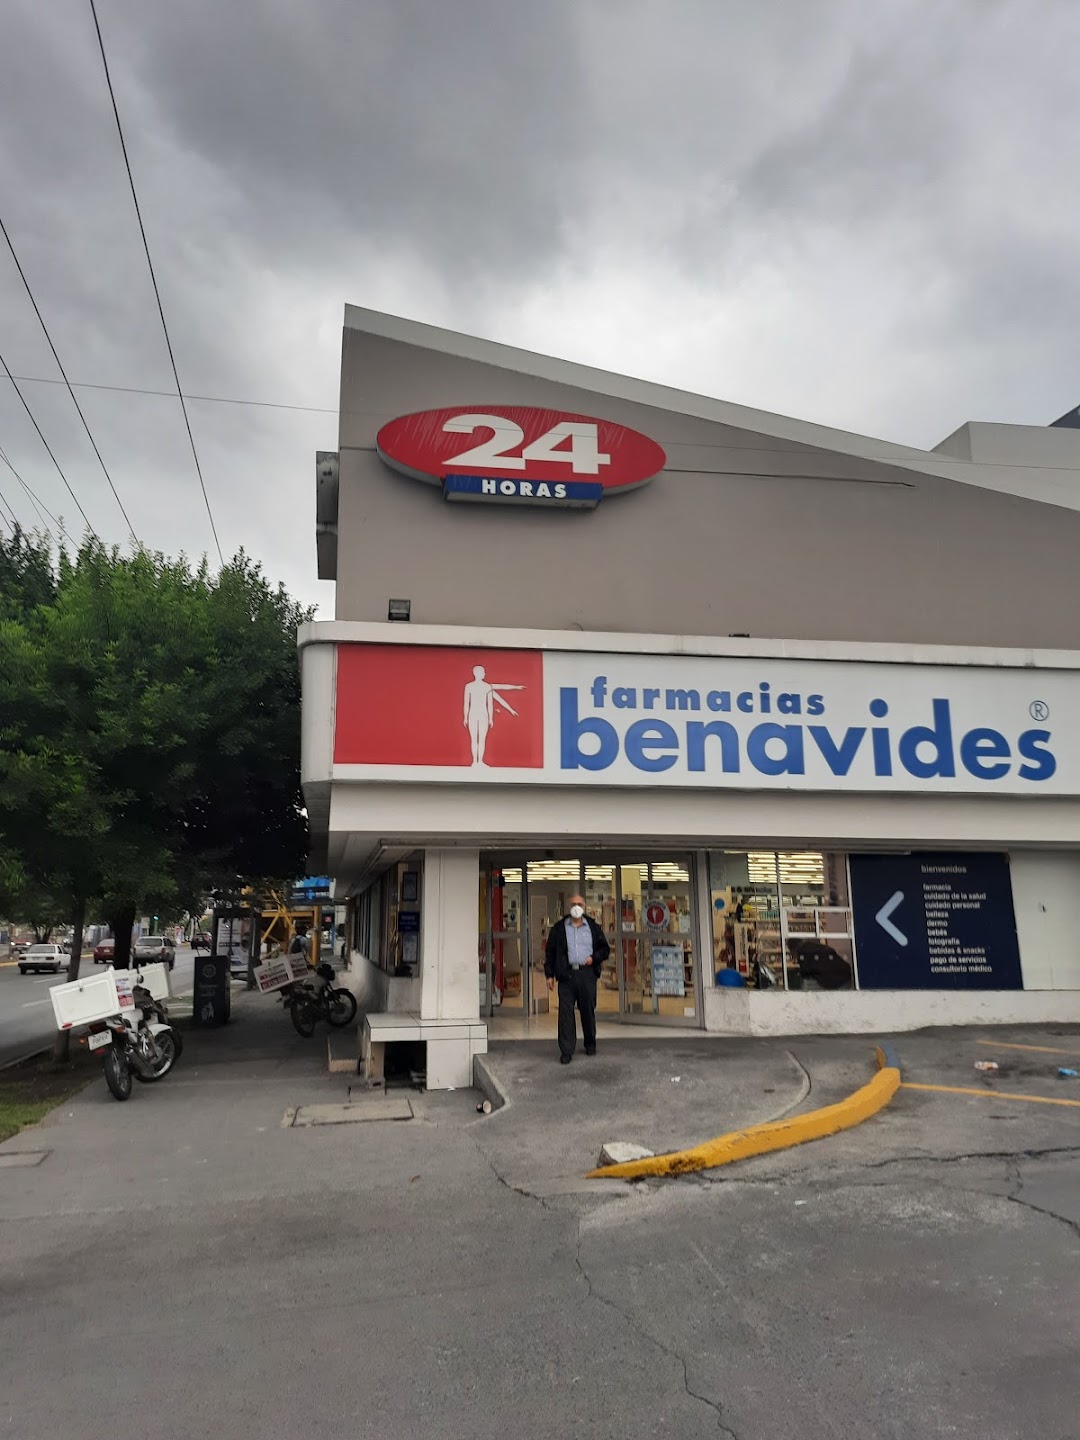 24
HORAS
farmacias
benavides ®
bienvenidos
farmacia
cuidado de la salud
cuidado personal
belleza
dermo
bebés
fotografía
bebidas & snacks
pago de servicios
consultorio médico